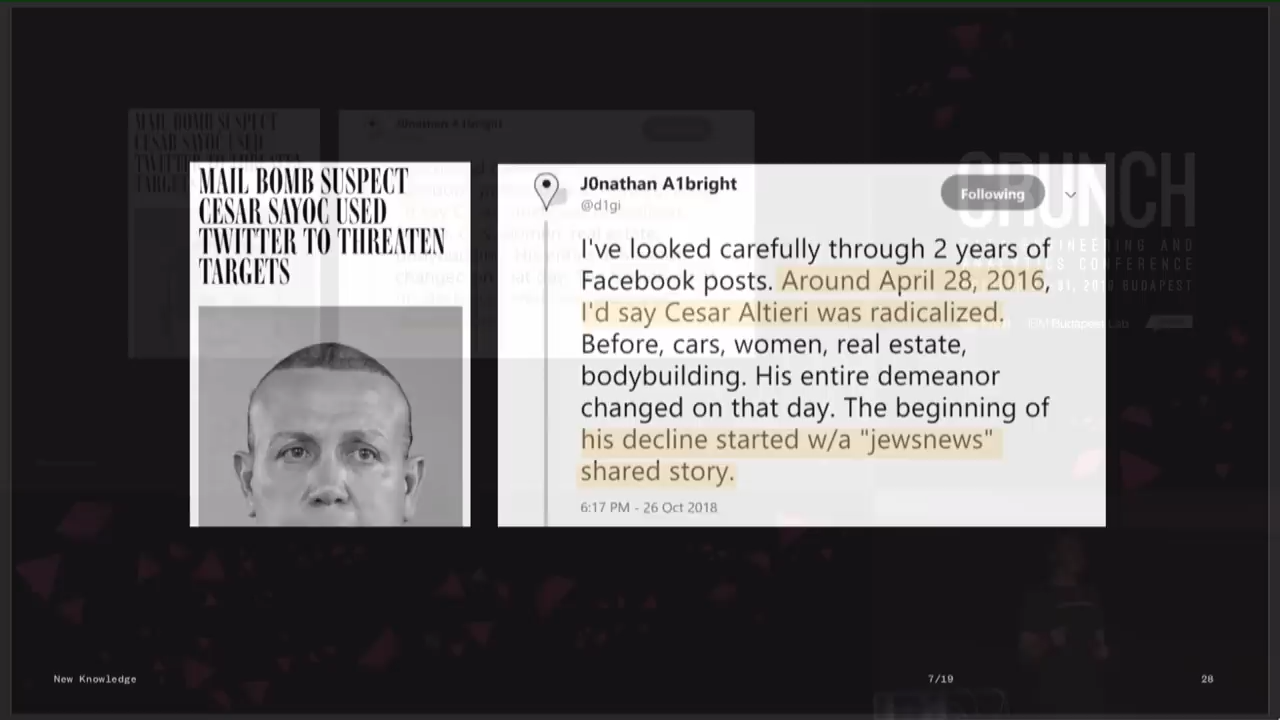 MAIL BOMB SUSPECT
CESAR SAYOC USED
TWITTER TO THREATEN
TARGETS
J0nathan A1bright
@d1gi
Following
I've looked carefully through 2 years of
Facebook posts. Around April 28, 2016,
I'd say Cesar Altieri was radicalized.
Before, cars, women, real estate,
bodybuilding. His entire demeanor
changed on that day. The beginning of
his decline started w/a "jewsnews"
shared story.
6:17 PM - 26 Oct 2018
CRUNCH
CONFERENCE
BUDAPEST
New Knowledge
7/19
28